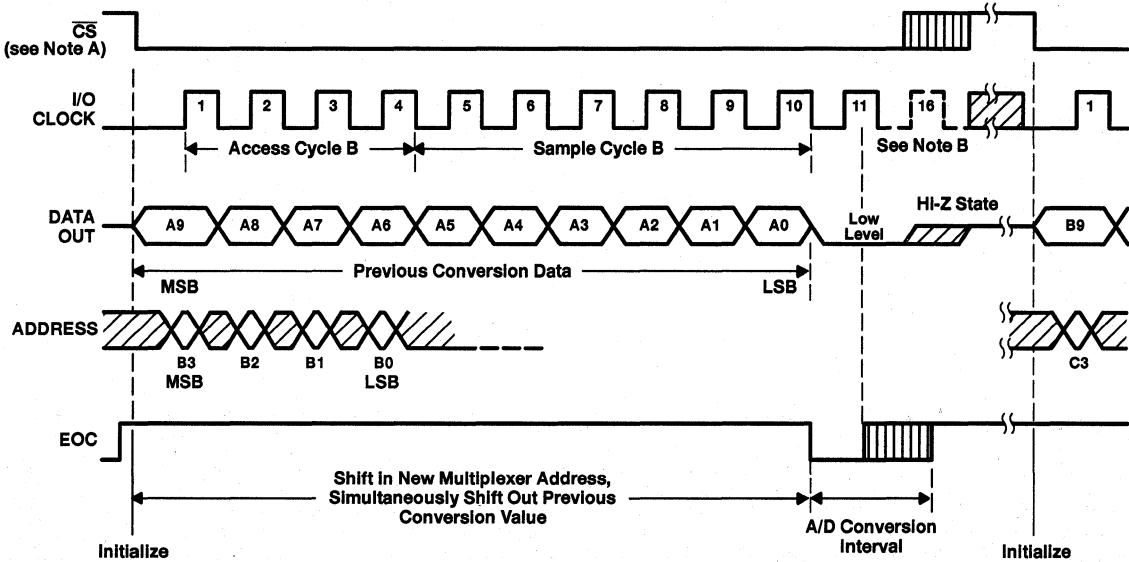 CS
(see Note A)
I/O
CLOCK
1 2 3 4 5 6 7 8 9 10 11 16 1
Access Cycle B
Sample Cycle B
See Note B
DATA
OUT
A9 A8 A7 A6 A5 A4 A3 A2 A1 A0
Low
Level
Hi-Z State
B9
Previous Conversion Data
MSB
LSB
ADDRESS
B3 B2 B1 B0
MSB
LSB
C3
EOC
Shift in New Multiplexer Address,
Simultaneously Shift Out Previous
Conversion Value
A/D Conversion
Interval
Initialize
Initialize